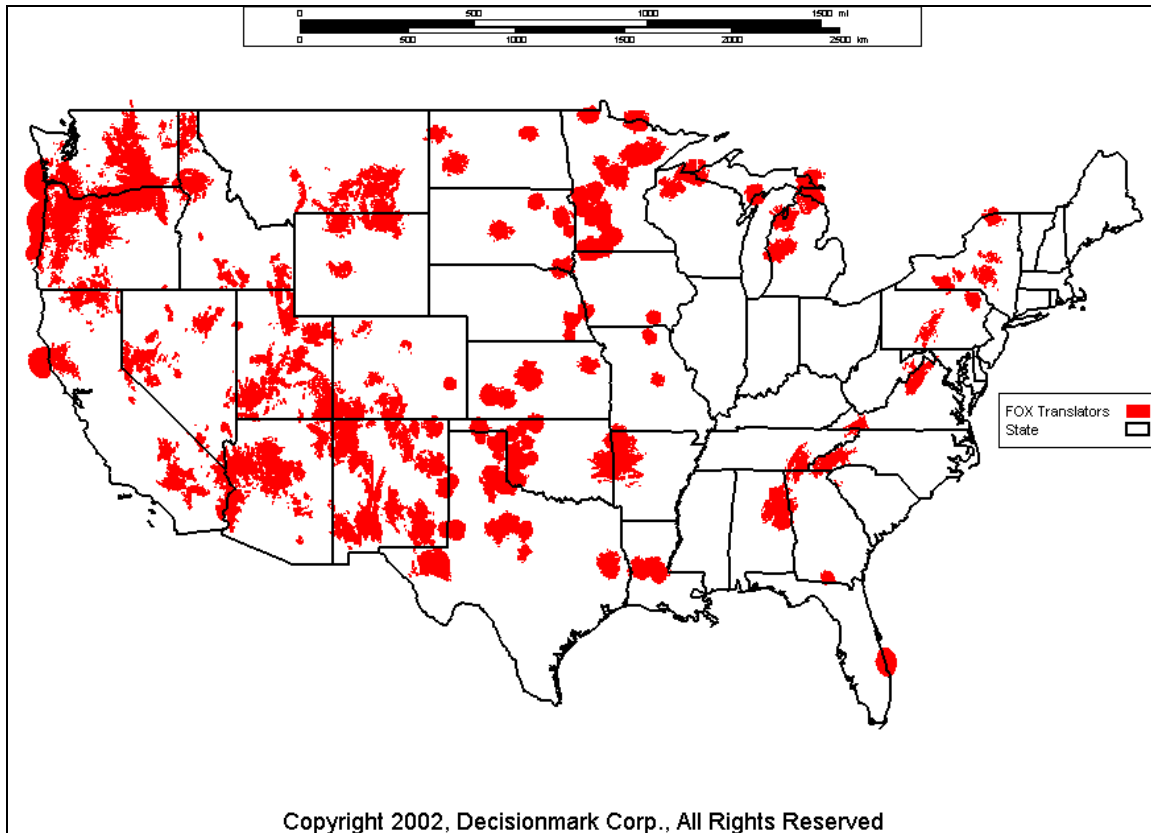 0 500 1000 1500 mi
0 500 1000 1500 2000 2500 km
FOX Translators
State
Copyright 2002, Decisionmark Corp., All Rights Reserved